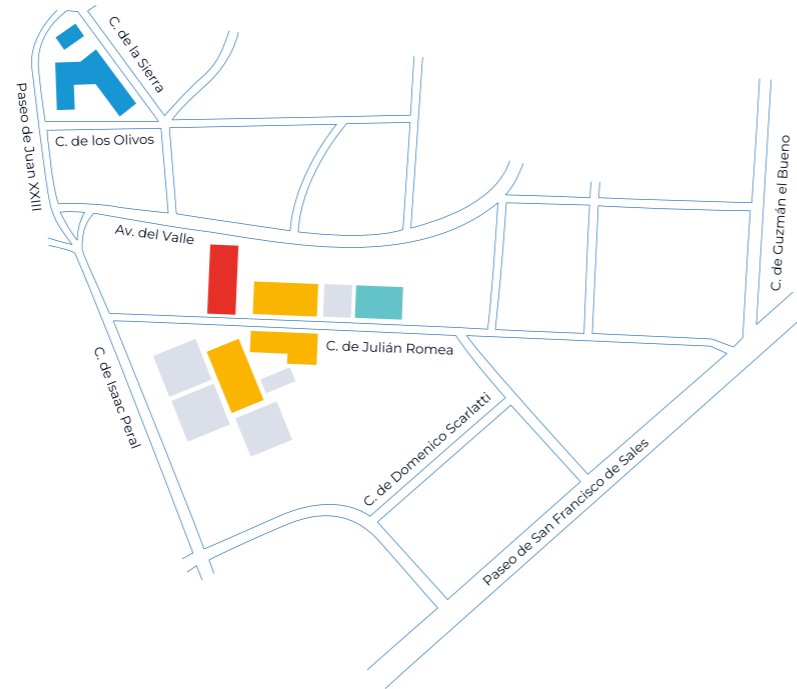 C. de la Sierra
Paseo de Juan XXIII
C. de los Olivos
C. de Guzmán el Bueno
Av. del Valle
C. de Julián Romea
C. de Isaac Peral
C. de Domenico Scarlatti
Paseo de San Francisco de Sales